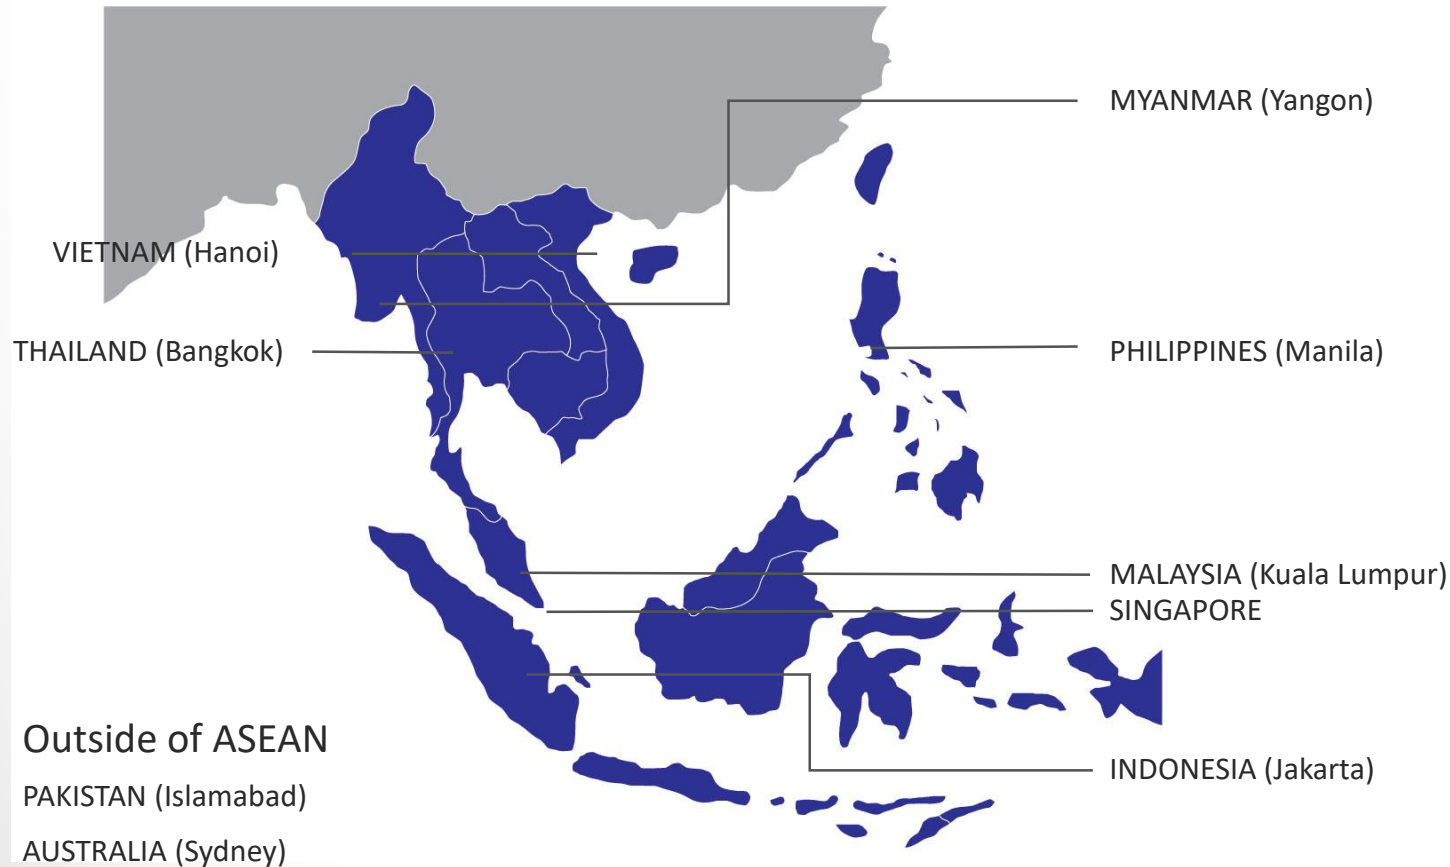 MYANMAR (Yangon)
VIETNAM (Hanoi)
THAILAND (Bangkok)
PHILIPPINES (Manila)
MALAYSIA (Kuala Lumpur)
SINGAPORE
INDONESIA (Jakarta)
Outside of ASEAN
PAKISTAN (Islamabad)
AUSTRALIA (Sydney)